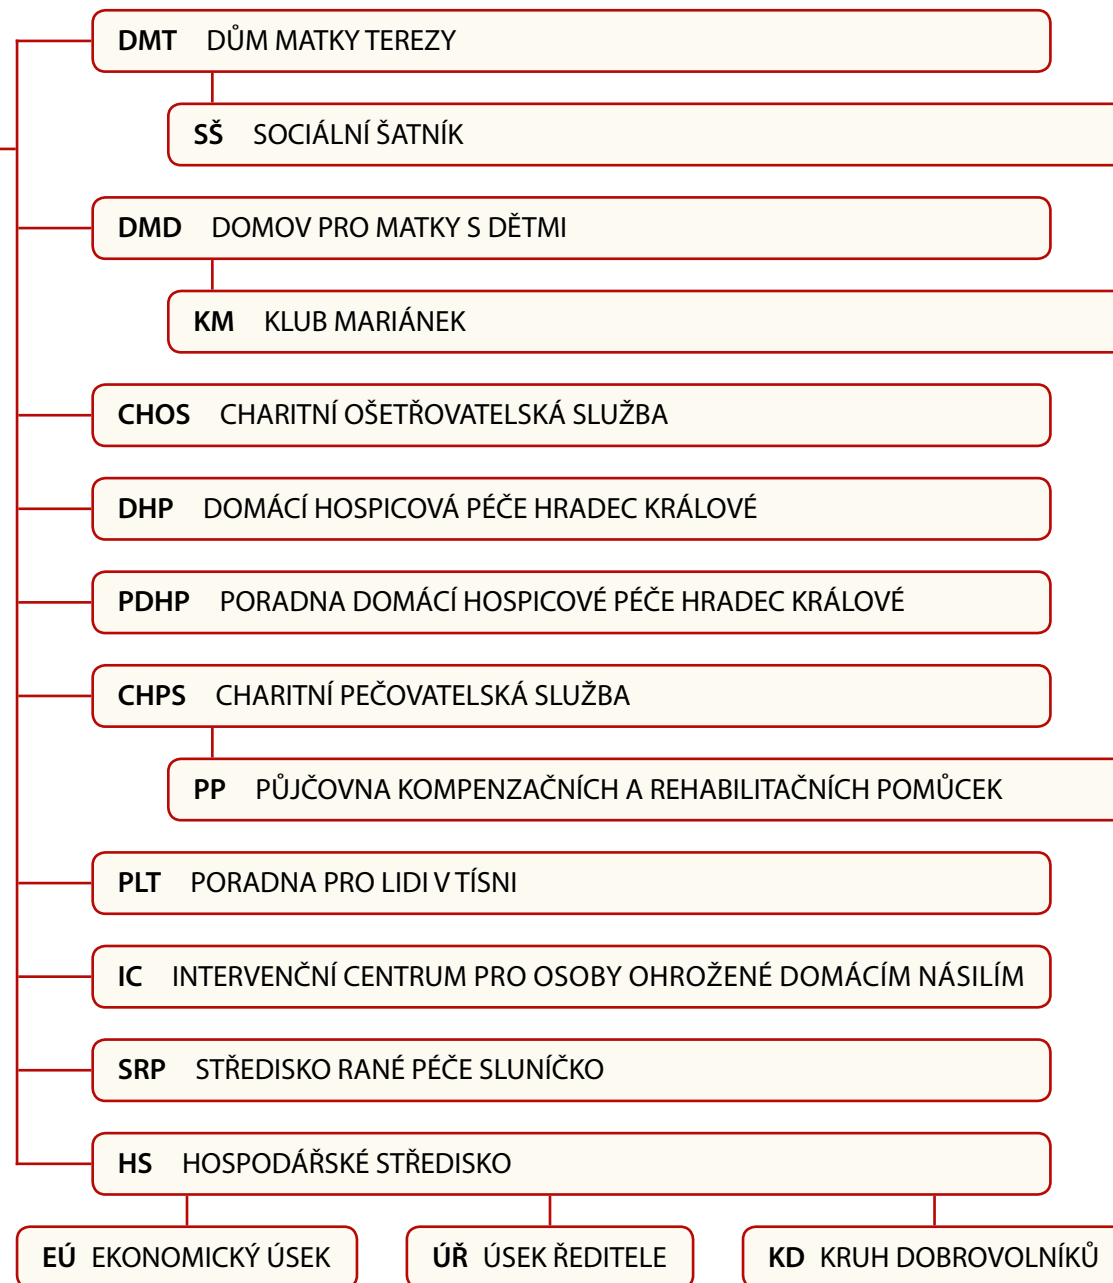 DMT DŮM MATKY TEREZY
SŠ SOCIÁLNÍ ŠATNÍK
DMD DOMOV PRO MATKY S DĚTMI
KM KLUB MARIÁNEK
CHOS CHARITNÍ OŠETŘOVATELSKÁ SLUŽBA
DHP DOMÁCÍ HOSPICOVÁ PÉČE HRADEC KRÁLOVÉ
PDHP PORADNA DOMÁCÍ HOSPICOVÉ PÉČE HRADEC KRÁLOVÉ
CHPS CHARITNÍ PEČOVATELSKÁ SLUŽBA
PP PŮJČOVNA KOMPENZAČNÍCH A REHABILITAČNÍCH POMŮCEK
PLT PORADNA PRO LIDI V TÍSNI
IC INTERVENČNÍ CENTRUM PRO OSOBY OHROŽENÉ DOMÁCÍM NÁSILÍM
SRP STŘEDISKO RANÉ PÉČE SLUNÍČKO
HS HOSPODÁŘSKÉ STŘEDISKO
EÚ EKONOMICKÝ ÚSEK ÚŘ ÚSEK ŘEDITELE KD KRUH DOBROVOLNÍKŮ